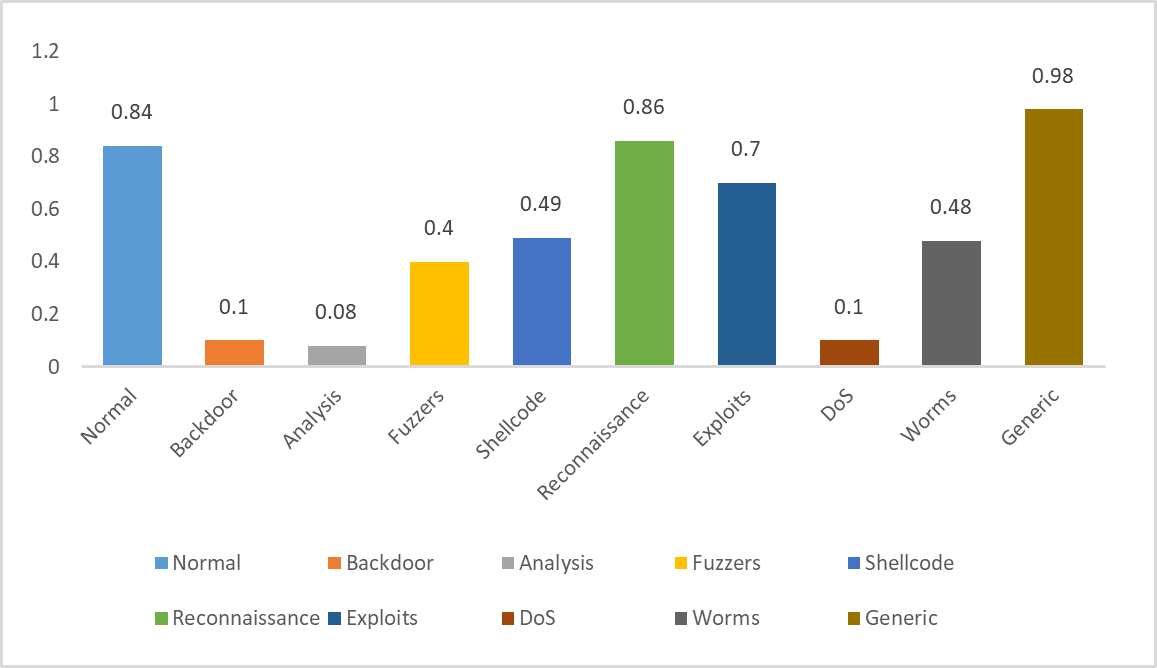 1.2
1
0.8
0.6
0.4
0.2
0
0.84
0.1
0.08
0.4
0.49
0.86
0.7
0.1
0.48
0.98
Normal
Backdoor
Analysis
Fuzzers
Shellcode
Reconnaissance
Exploits
DoS
Worms
Generic
Normal Backdoor Analysis Fuzzers Shellcode
Reconnaissance Exploits DoS Worms Generic